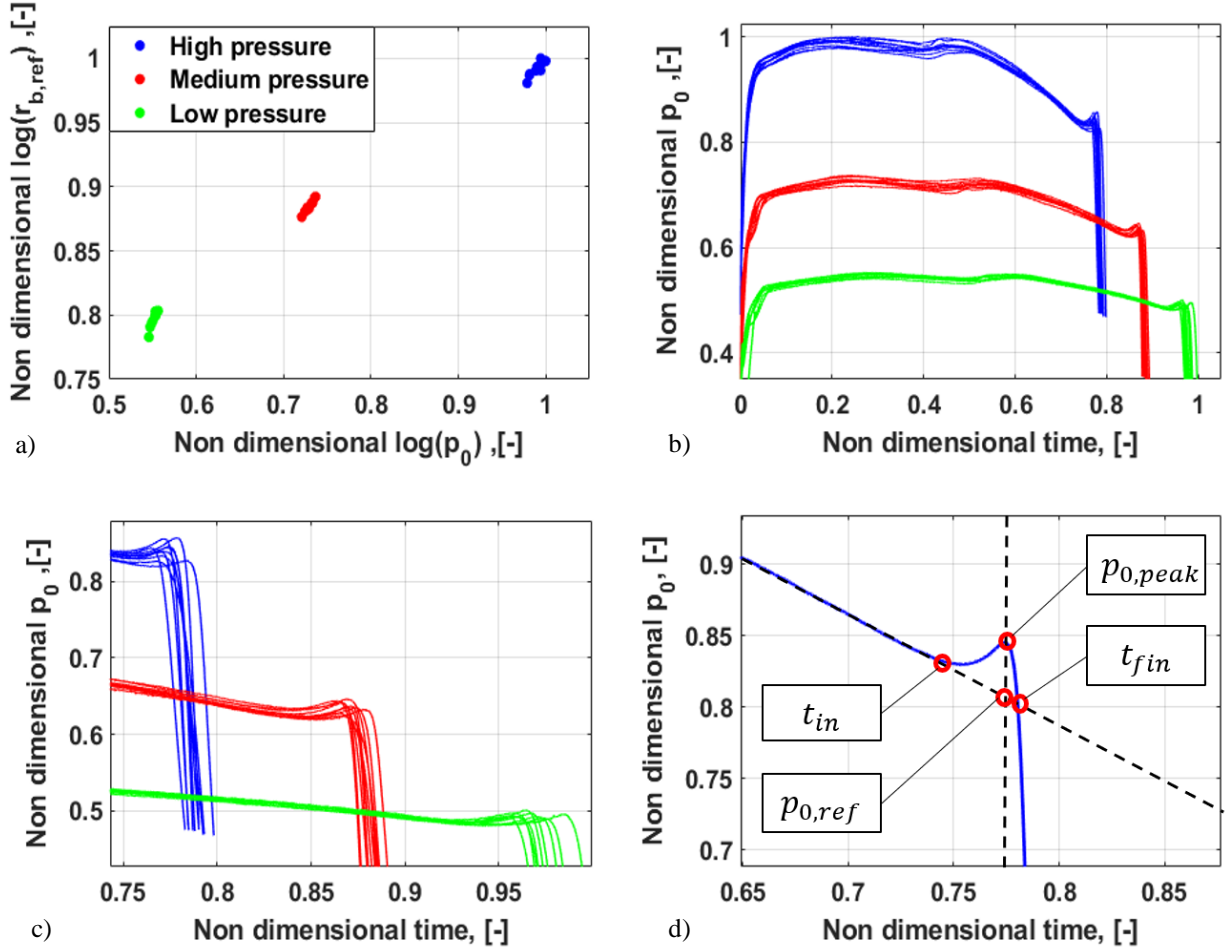 High pressure
Medium pressure
Low pressure
Non dimensional log(r_b,ref) ,[-]
1
0.95
0.9
0.85
0.8
0.75
0.5 0.6 0.7 0.8 0.9 1
Non dimensional log(p_0) ,[-]
a)
Non dimensional p_0 ,[-]
1
0.8
0.6
0.4
0 0.2 0.4 0.6 0.8 1
Non dimensional time, [-]
b)
Non dimensional p_0 ,[-]
0.8
0.7
0.6
0.5
0.75 0.8 0.85 0.9 0.95
Non dimensional time, [-]
c)
Non dimensional p_0, [-]
0.9
0.85
0.8
0.75
0.7
p_0,peak
t_fin
t_in
p_0,ref
0.65 0.7 0.75 0.8 0.85
Non dimensional time, [-]
d)